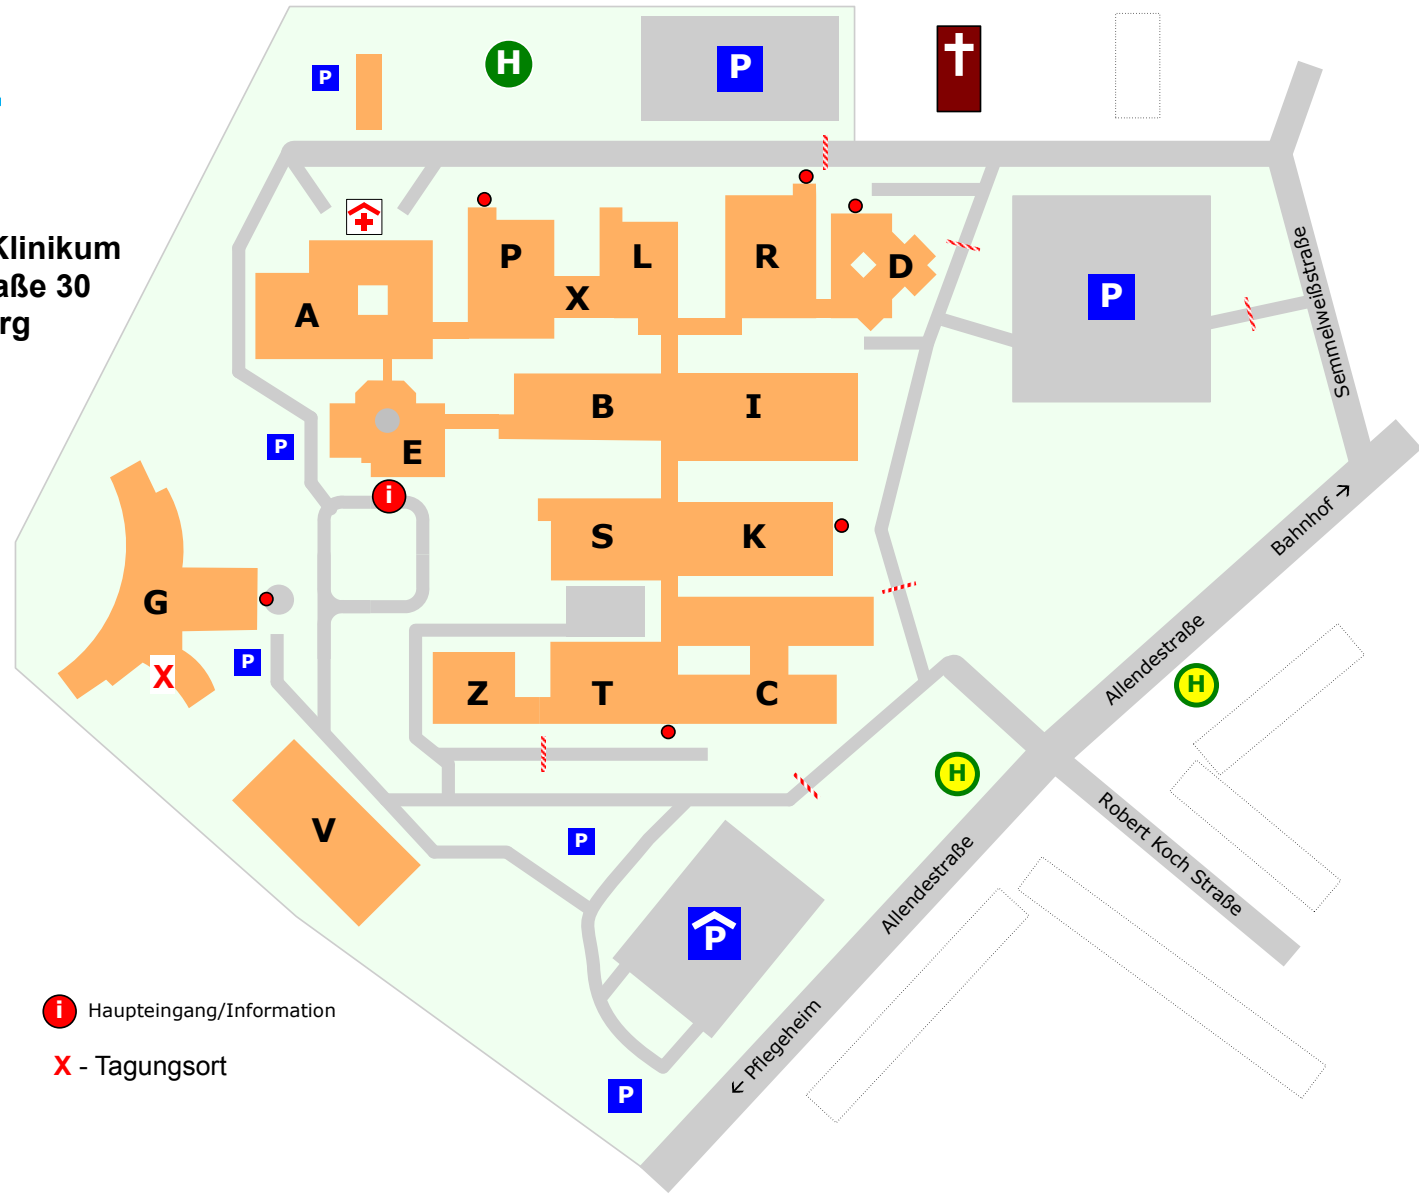 P
H
P
Klinikum
aße 30
rg
P
L
R
D
X
A
P
B
I
E
P
i
S
K
G
X
P
Z
T
C
V
P
P
P
H
H
Semmelweißstraße
Bahnhof →
Allendestraße
Allendestraße
Robert Koch Straße
← Pflegeheim
i Haupteingang/Information
X - Tagungsort